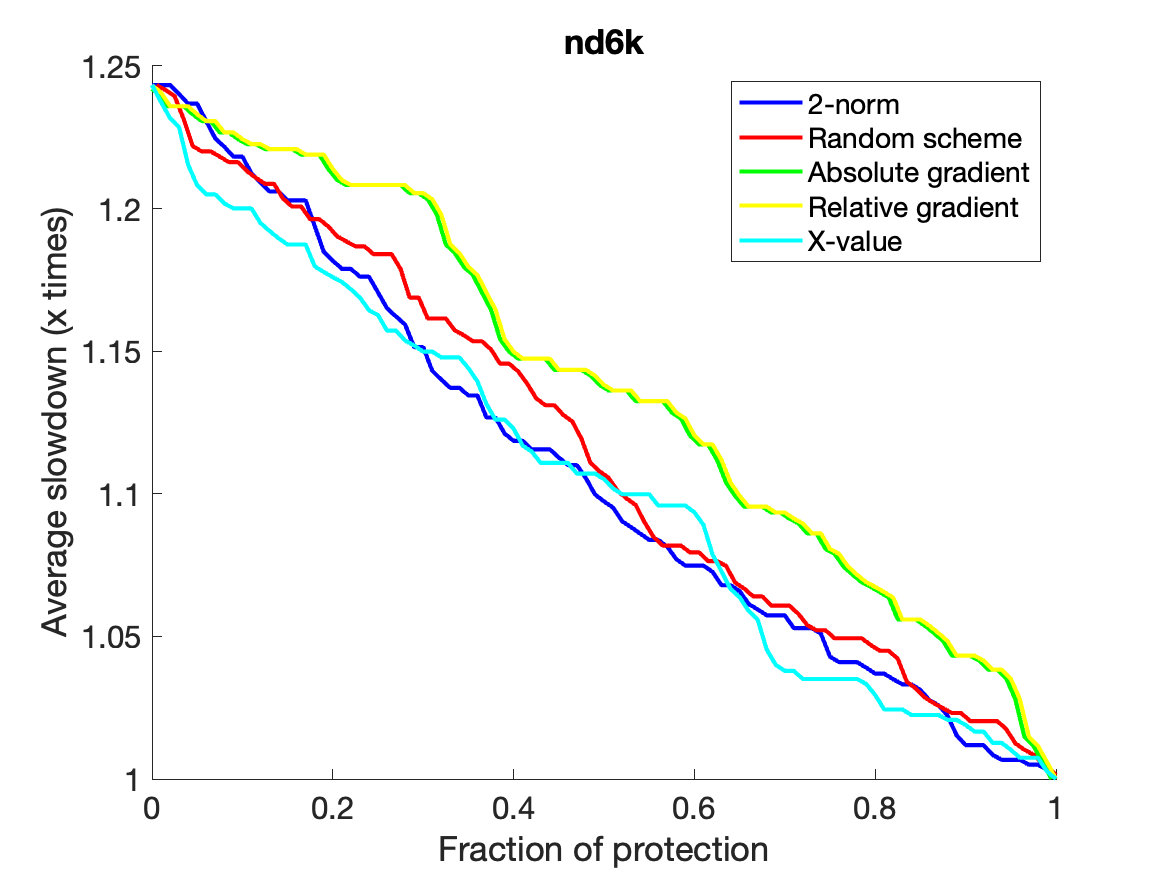 nd6k
1.25
1.2
1.15
1.1
1.05
1
Average slowdown (x times)
2-norm
Random scheme
Absolute gradient
Relative gradient
X-value
0
0.2
0.4
0.6
0.8
1
Fraction of protection